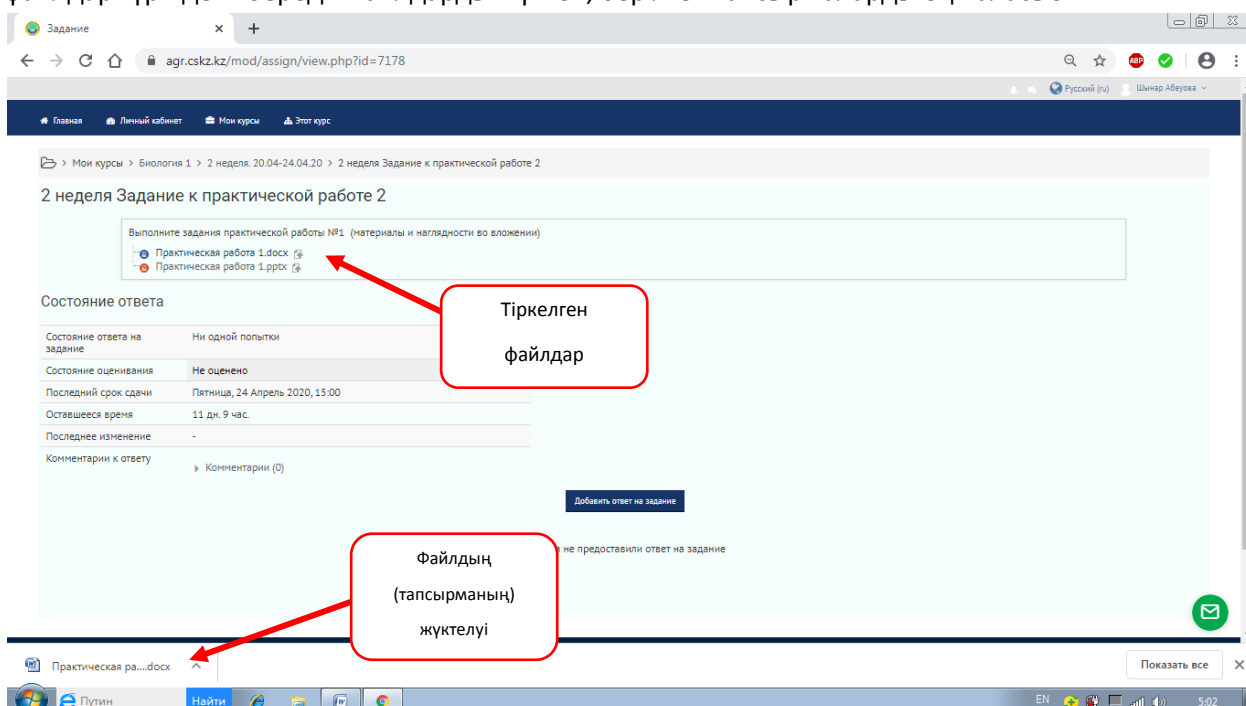 Задание
agr.cskz.kz/mod/assign/view.php?id=7178
ABP
Русский (ru) Шынар Абеуова
Главная Личный кабинет Мои курсы Этот курс
> Мои курсы > Биология 1 > 2 неделя. 20.04-24.04.20 > 2 неделя Задание к практической работе 2
2 неделя Задание к практической работе 2
Выполните задания практической работы №1 (материалы и наглядности во вложении)
Практическая работа 1.docx
Практическая работа 1.pptx
Тіркелген
файлдар
Состояние ответа
Состояние ответа на
задание
Ни одной попытки
Состояние оценивания Не оценено
Последний срок сдачи Пятница, 24 Апрель 2020, 15:00
Оставшееся время 11 дн. 9 час.
Последнее изменение -
Комментарии к ответу Комментарии (0)
Добавить ответ на задание
не предоставили ответ на задание
Файлдың
(тапсырманың)
жүктелуі
Практическая ра....docx
Показать все
Путин Найти EN 5:02